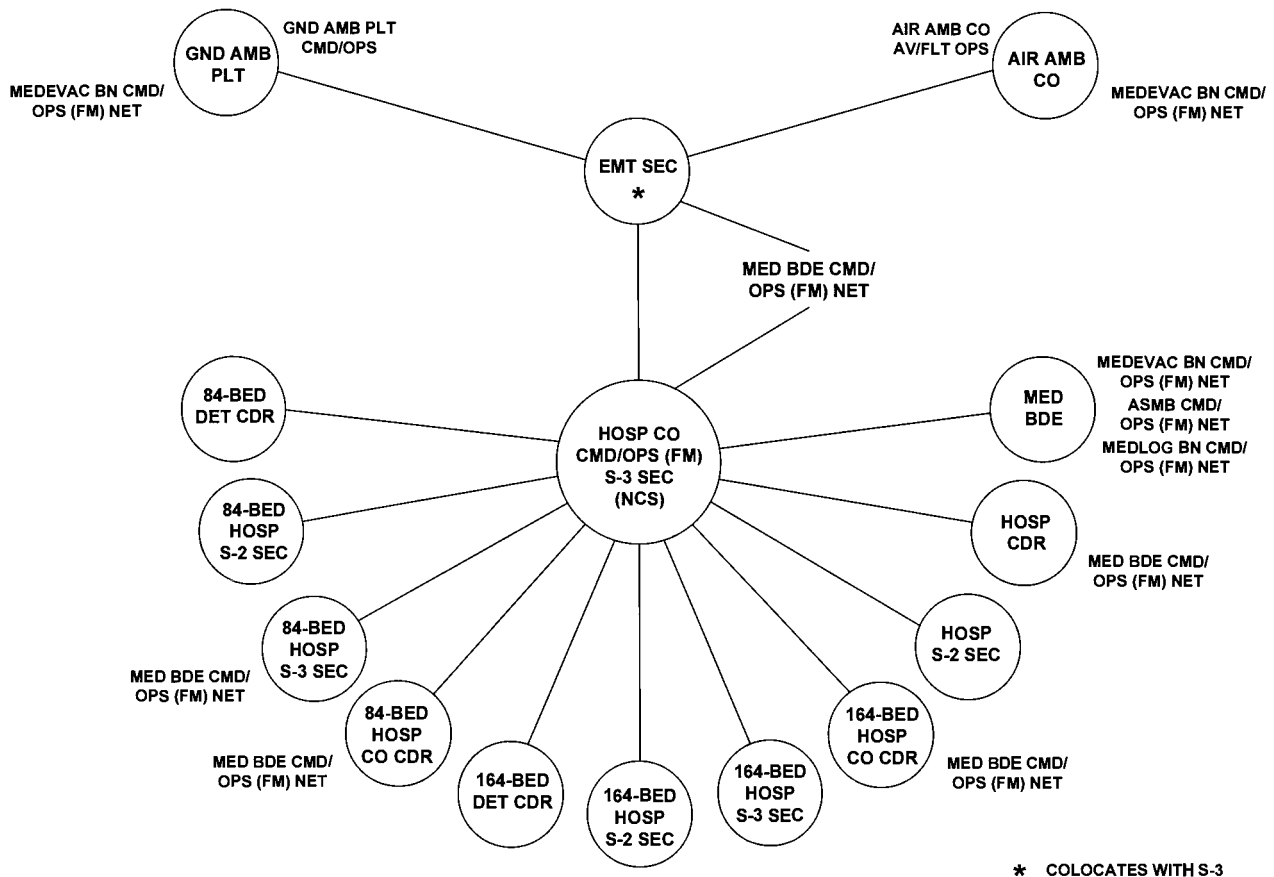 GND AMB
PLT
GND AMB PLT
CMD/OPS
MEDEVAC BN CMD/
OPS (FM) NET
AIR AMB CO
AV/FLT OPS
AIR AMB
CO
MEDEVAC BN CMD/
OPS (FM) NET
EMT SEC
*
MED BDE CMD/
OPS (FM) NET
HOSP CO
CMD/OPS (FM)
S-3 SEC
(NCS)
84-BED
DET CDR
84-BED
HOSP
S-2 SEC
84-BED
HOSP
S-3 SEC
MED BDE CMD/
OPS (FM) NET
84-BED
HOSP
CO CDR
MED BDE CMD/
OPS (FM) NET
164-BED
DET CDR
164-BED
HOSP
S-2 SEC
164-BED
HOSP
S-3 SEC
164-BED
HOSP
CO CDR
MED BDE CMD/
OPS (FM) NET
HOSP
S-2 SEC
HOSP
CDR
MED BDE CMD/
OPS (FM) NET
MED
BDE
MEDEVAC BN CMD/
OPS (FM) NET
ASMB CMD/
OPS (FM) NET
MEDLOG BN CMD/
OPS (FM) NET
* COLOCATES WITH S-3